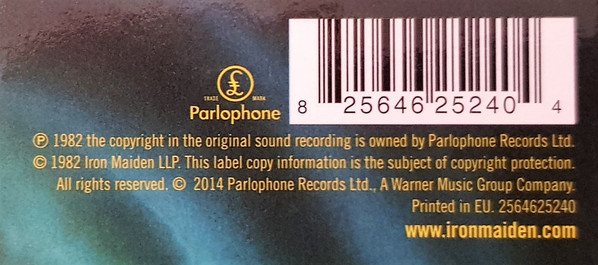 TRADE MARK
Parlophone
8 25646 25240 4
℗ 1982 the copyright in the original sound recording is owned by Parlophone Records Ltd.
© 1982 Iron Maiden LLP. This label copy information is the subject of copyright protection.
All rights reserved. © 2014 Parlophone Records Ltd., A Warner Music Group Company.
Printed in EU. 2564625240
www.ironmaiden.com